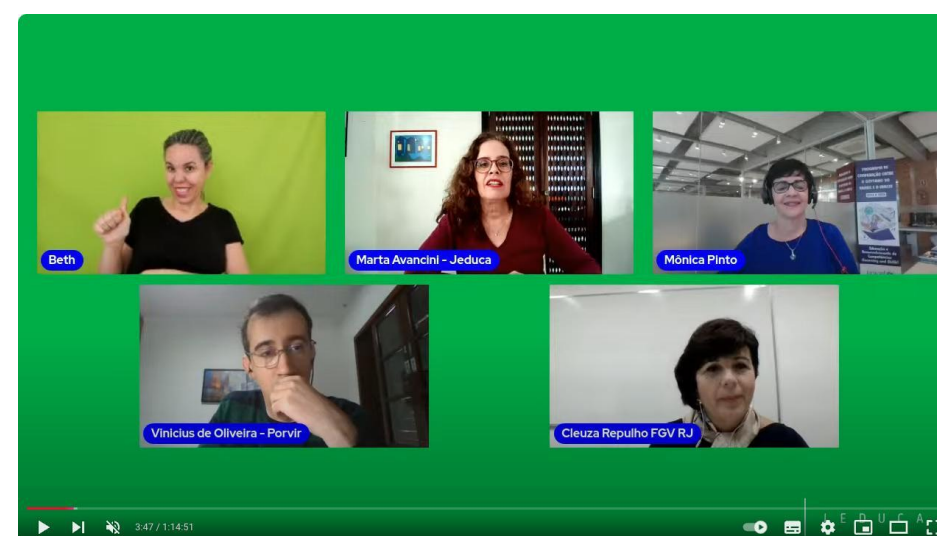 Beth
Marta Avancini - Jeduca
Mônica Pinto
Vinicius de Oliveira - Porvir
Cleuza Repulho FGV RJ
3:47 / 1:14:51
J E D U C A